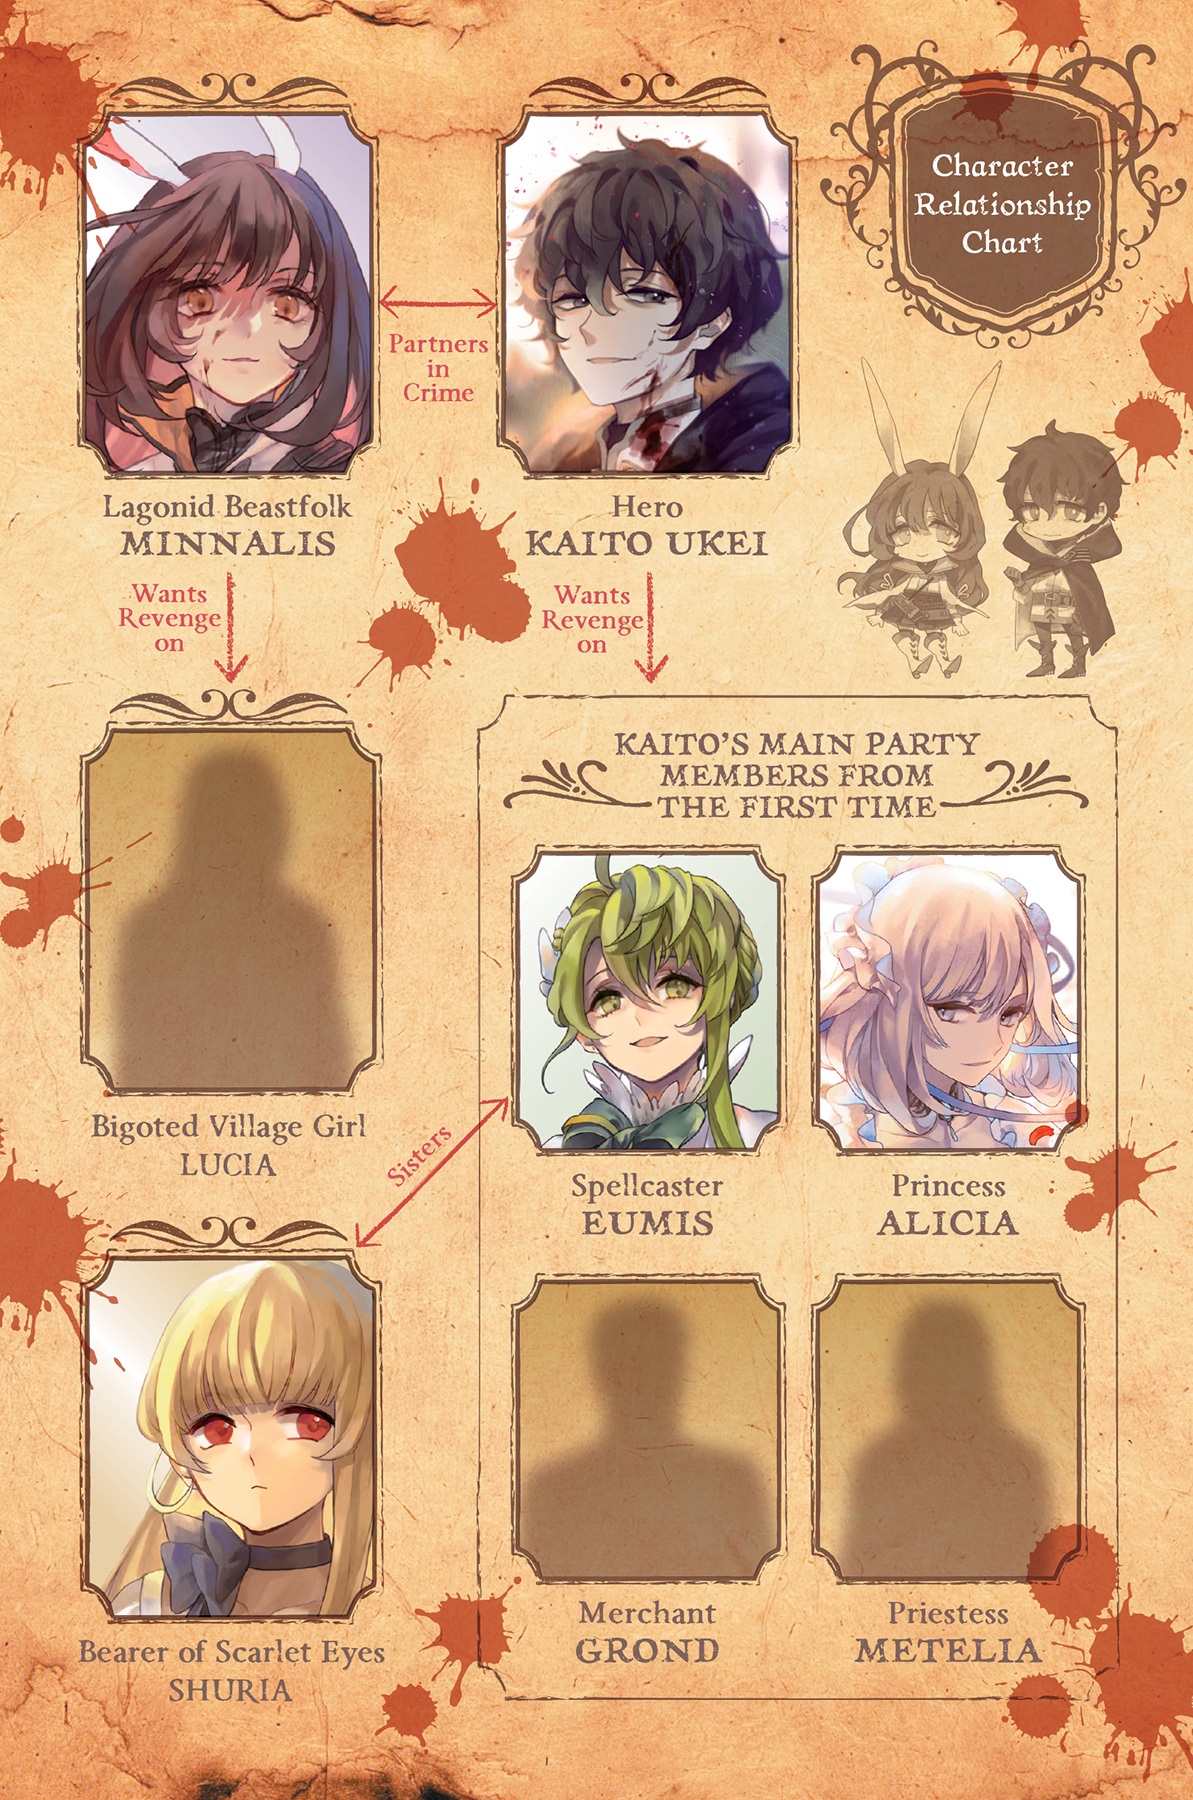 Character
Relationship
Chart
Partners
in
Crime
Lagonid Beastfolk
MINNALIS
Hero
KAITO UKEI
Wants
Revenge
on
Wants
Revenge
on
KAITO'S MAIN PARTY
MEMBERS FROM
THE FIRST TIME
Bigoted Village Girl
LUCIA
Sisters
Spellcaster
EUMIS
Princess
ALICIA
Bearer of Scarlet Eyes
SHURIA
Merchant
GROND
Priestess
METELIA